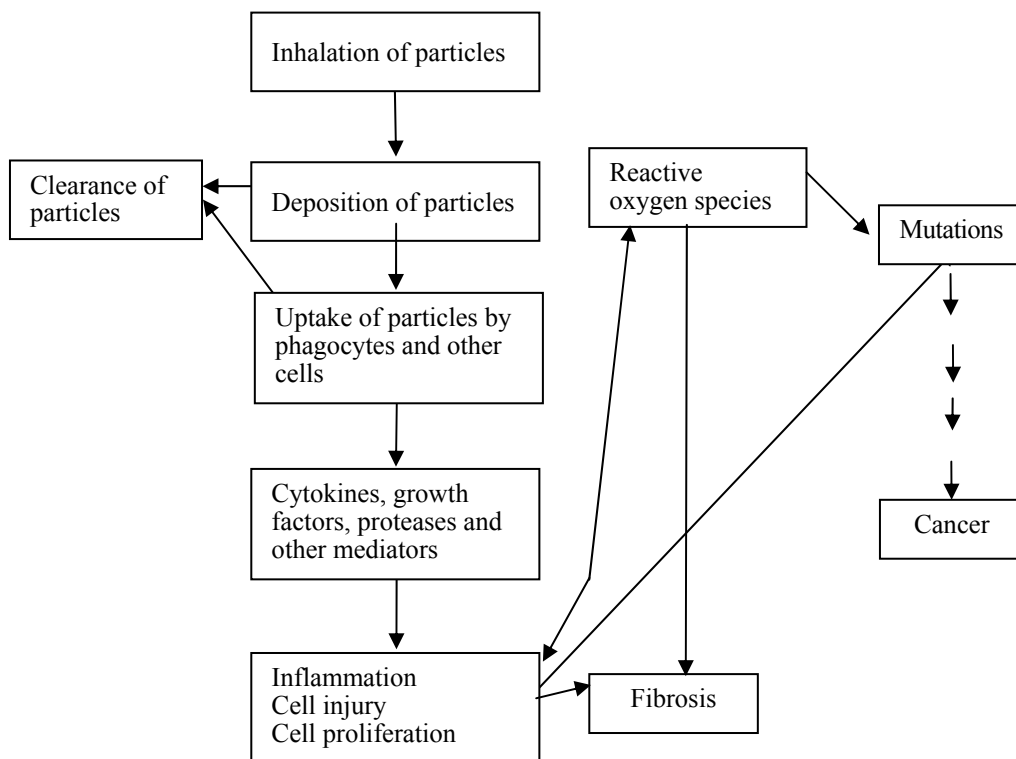 Inhalation of particles
Clearance of
particles
Deposition of particles
Reactive
oxygen species
Mutations
Uptake of particles by
phagocytes and other
cells
Cytokines, growth
factors, proteases and
other mediators
Cancer
Inflammation
Cell injury
Cell proliferation
Fibrosis